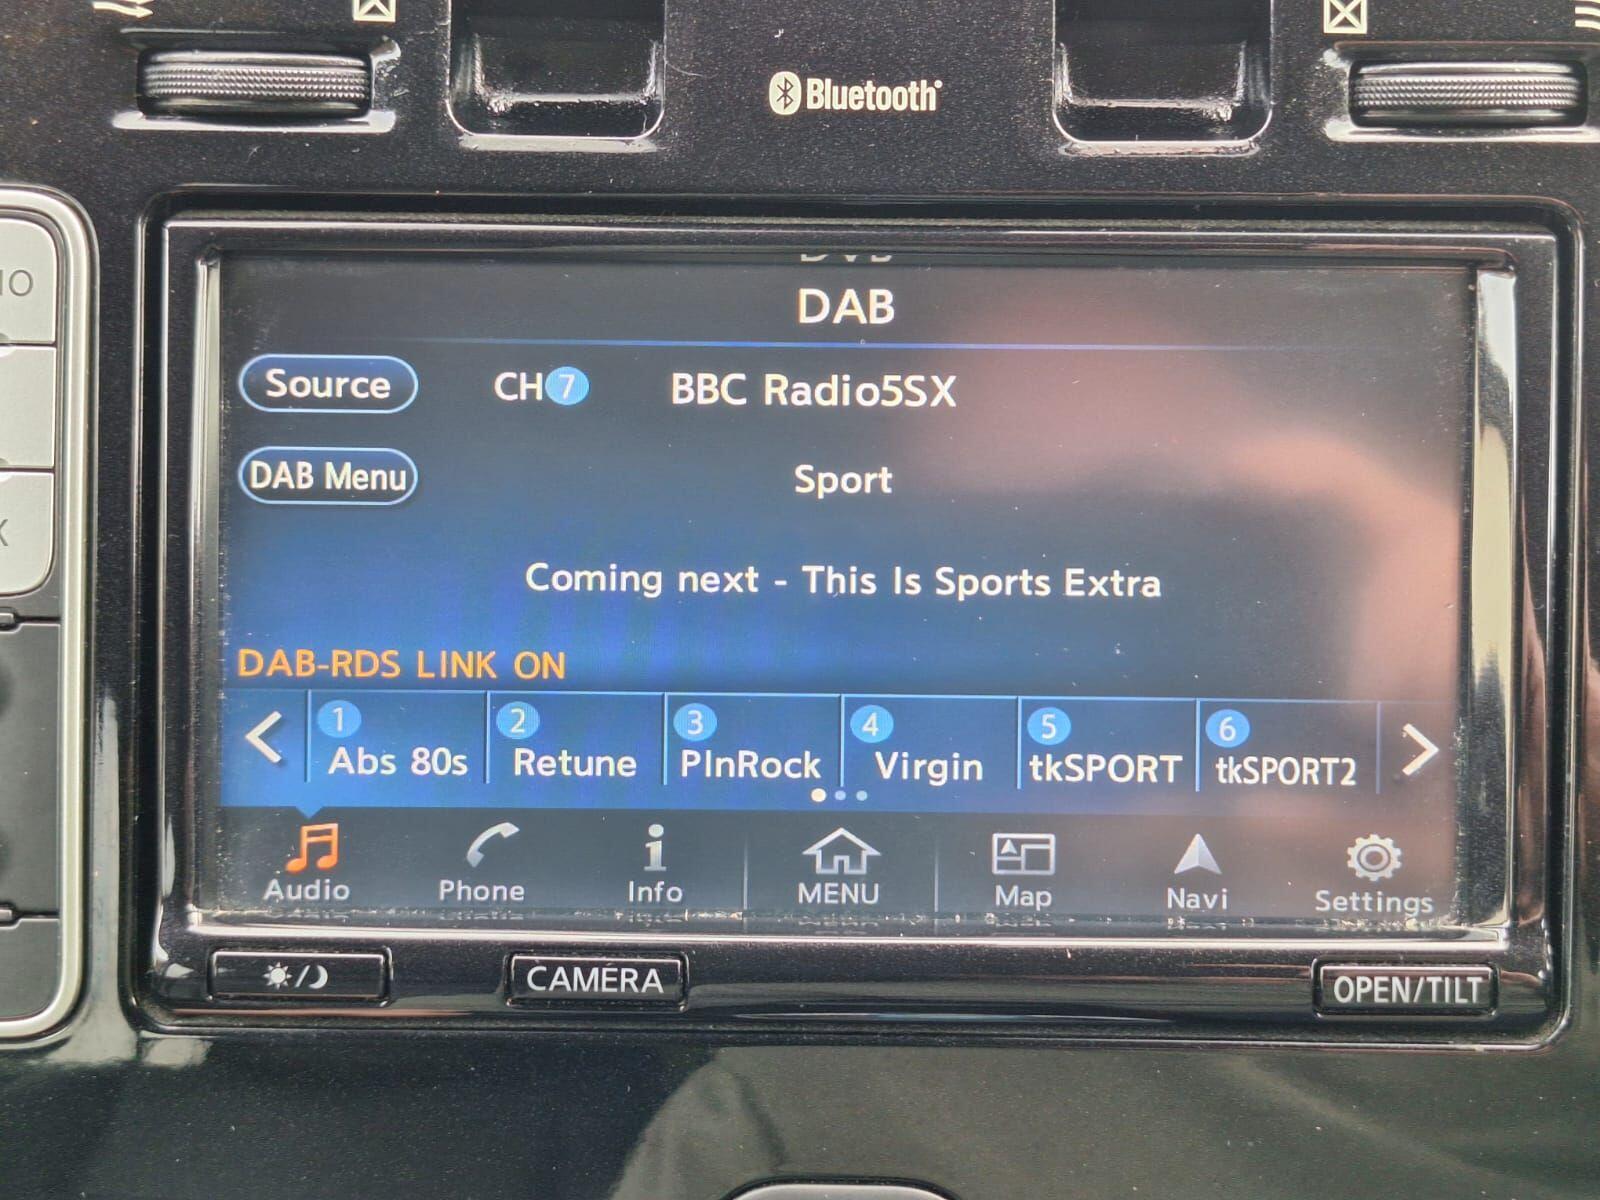 Bluetooth
DAB
Source
CH 7
BBC Radio5SX
DAB Menu
Sport
Coming next - This Is Sports Extra
DAB-RDS LINK ON
1 Abs 80s
2 Retune
3 PlnRock
4 Virgin
5 tkSPORT
6 tkSPORT2
Audio
Phone
Info
MENU
Map
Navi
Settings
CAMERA
OPEN/TILT